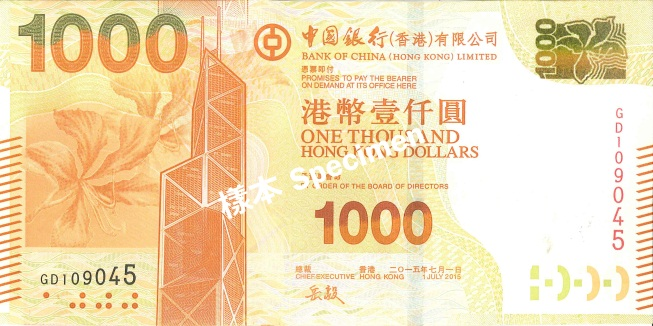 1000
中國銀行(香港)有限公司
BANK OF CHINA (HONG KONG) LIMITED
憑票即付
PROMISES TO PAY THE BEARER
ON DEMAND AT ITS OFFICE HERE
1000
港幣壹仟圓
ONE THOUSAND
HONG KONG DOLLARS
ORDER OF THE BOARD OF DIRECTORS
樣本 Specimen
1000
GD109045
GD109045
總裁 香港 二〇一五年七月一日
CHIEF EXECUTIVE HONG KONG 1 JULY 2015
岳毅